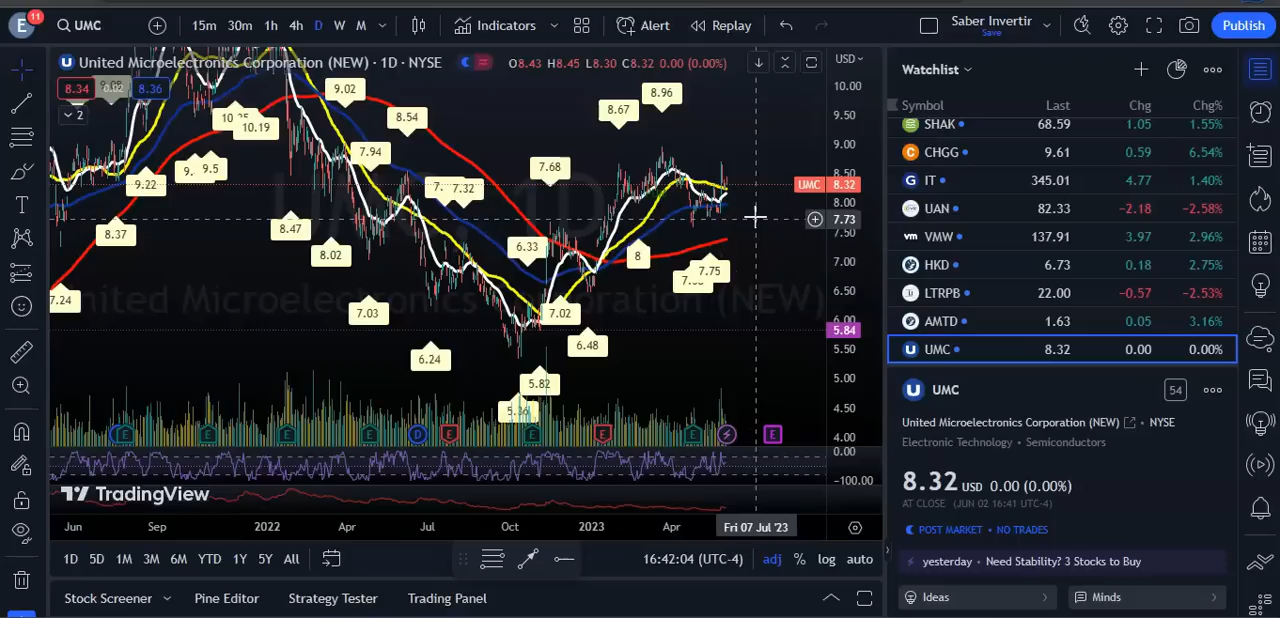 E 11 UMC 15m 30m 1h 4h D W M Indicators Alert Replay Saber Invertir Save Publish
United Microelectronics Corporation (NEW) · 1D · NYSE O8.43 H8.45 L8.30 C8.32 0.00 (0.00%) USD
8.34 0.02 8.36
2
10.00
9.50
9.00
8.50
UMC 8.32
8.00
7.73
7.50
7.00
6.50
6.00
5.84
5.50
5.00
4.50
4.00
0.00
−100.00
9.02
8.96
8.67
8.54
10.19
7.94
7.68
9.5
9.22
7.32
8.37
8.47
8.02
6.33
8
7.75
7.24
7.03
7.02
6.48
6.24
5.82
5.36
UMC, 1D
United Microelectronics Corporation (NEW)
E E E E D E E E E E
TradingView
Jun Sep 2022 Apr Jul Oct 2023 Apr Fri 07 Jul '23
1D 5D 1M 3M 6M YTD 1Y 5Y All 16:42:04 (UTC-4) adj % log auto
Stock Screener Pine Editor Strategy Tester Trading Panel
Watchlist
Symbol Last Chg Chg%
SHAK 68.59 1.05 1.55%
CHGG 9.61 0.59 6.54%
IT 345.01 4.77 1.40%
UAN 82.33 −2.18 −2.58%
VMW 137.91 3.97 2.96%
HKD 6.73 0.18 2.75%
LTRPB 22.00 −0.57 −2.53%
AMTD 1.63 0.05 3.16%
UMC 8.32 0.00 0.00%
UMC 54
United Microelectronics Corporation (NEW) • NYSE
Electronic Technology • Semiconductors
8.32 USD 0.00 (0.00%)
AT CLOSE (JUN 02 16:41 UTC-4)
POST MARKET • NO TRADES
yesterday • Need Stability? 3 Stocks to Buy
Ideas Minds